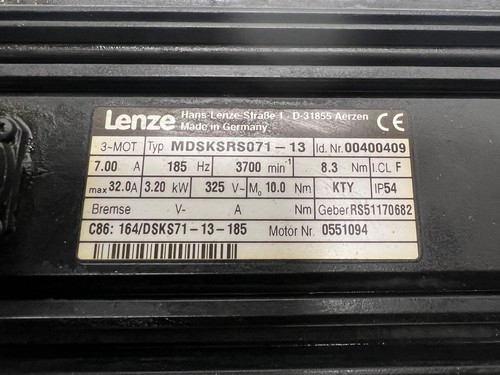 Lenze Hans-Lenze-Straße 1 · D-31855 Aerzen
Made in Germany CE
3-MOT Typ MDSKSRS071-13 Id. Nr. 00400409
7.00 A 185 Hz 3700 min⁻¹ 8.3 Nm I.CL F
max 32.0A 3.20 kW 325 V~ M₀ 10.0 Nm KTY IP54
Bremse V- A Nm Geber RS51170682
C86: 164/DSKS71-13-185 Motor Nr 0551094